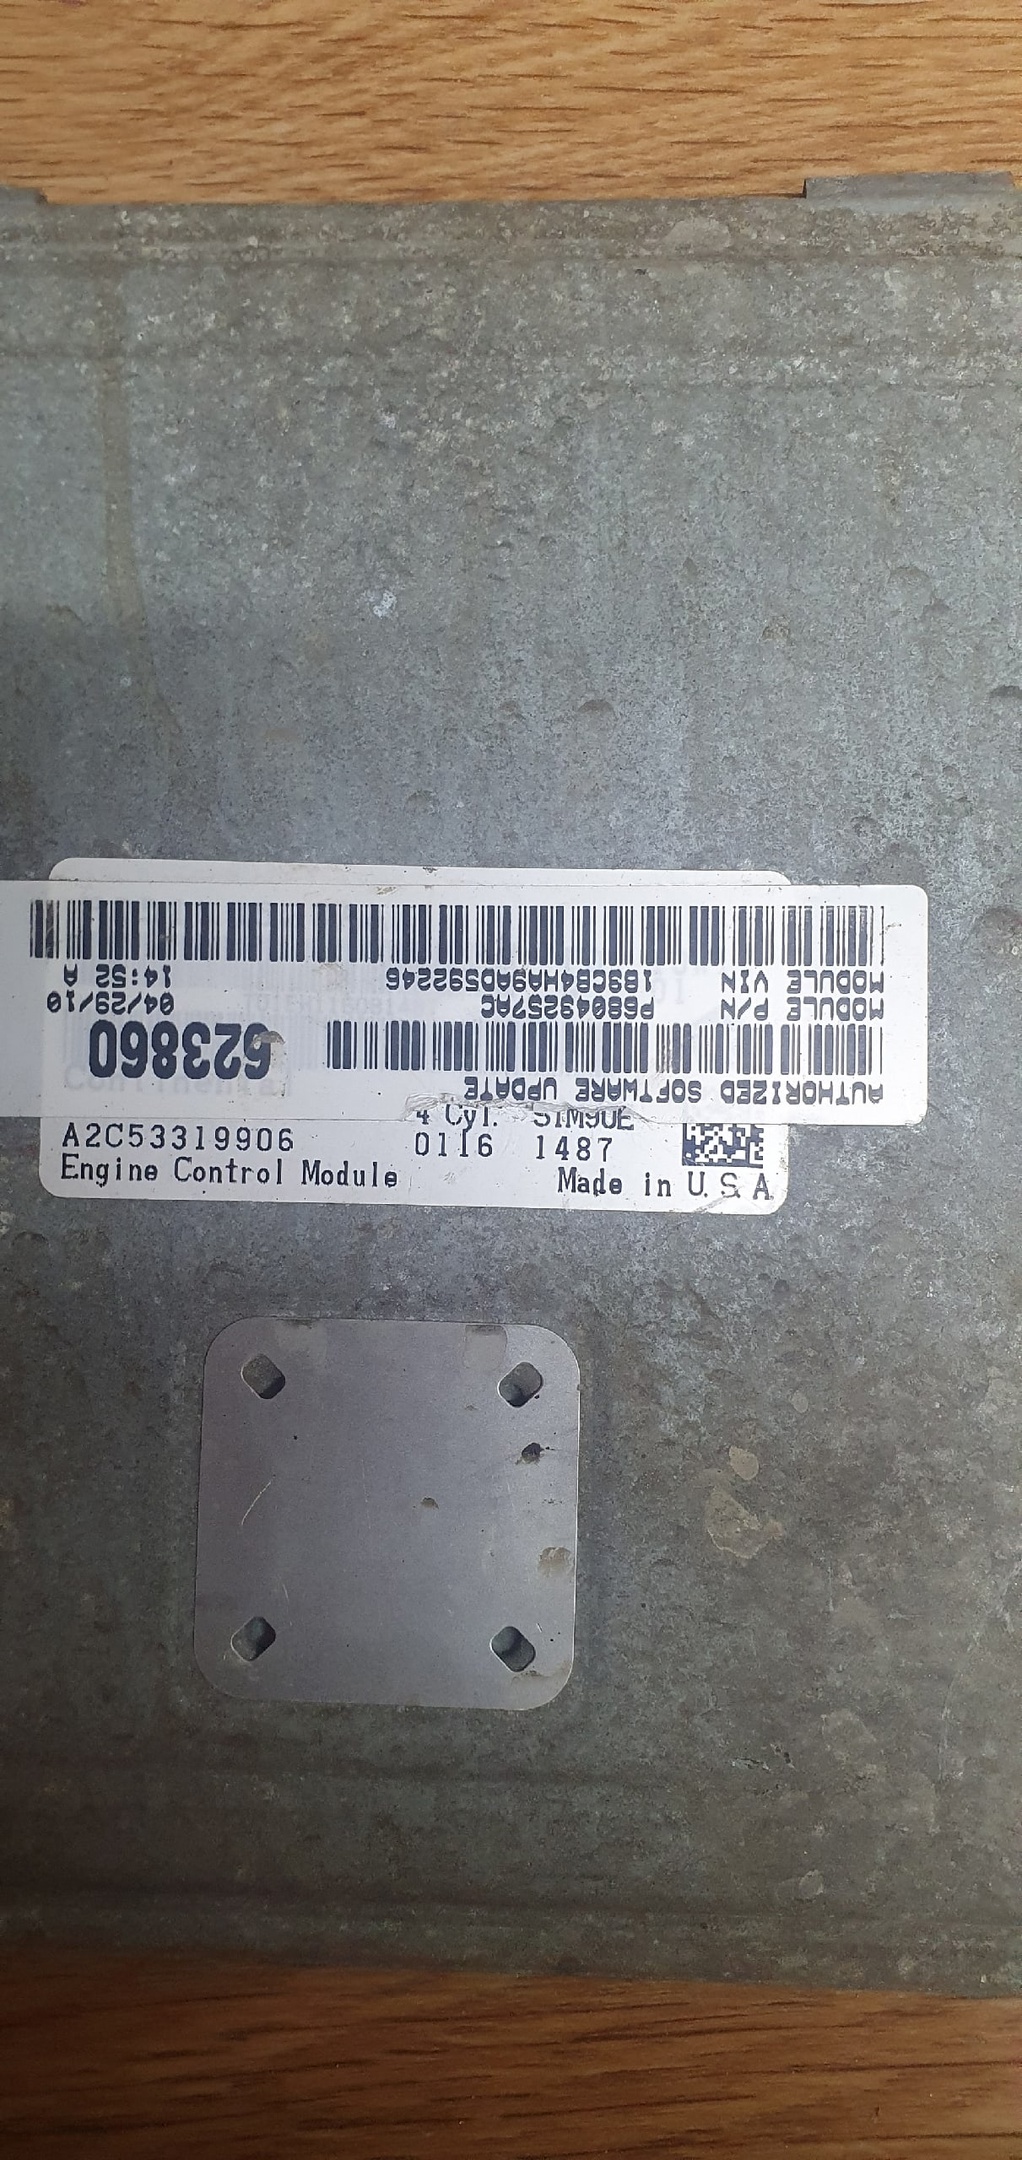 AUTHORIZED SOFTWARE UPDATE
623860
MODULE P/N P68049257AC 04/29/10
MODULE VIN 1B3CB4HA9AD592246 14:52 A
4 Cyl. SIM90E
A2C53319906 0116 1487
Engine Control Module Made in U.S.A